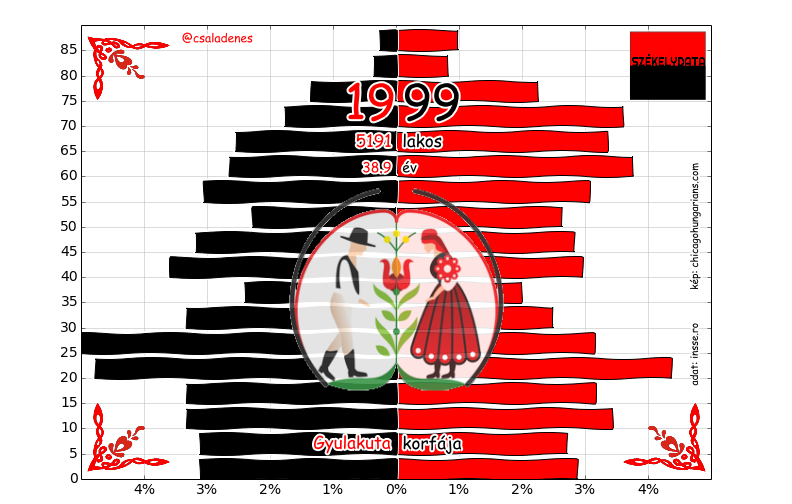 @csaladenes
SZÉKELYDATA
1999
5191 lakos
38.9 év
kép: chicagohungarians.com
adat: insse.ro
Gyulakuta korfája
85
80
75
70
65
60
55
50
45
40
35
30
25
20
15
10
5
0
4% 3% 2% 1% 0% 1% 2% 3% 4%